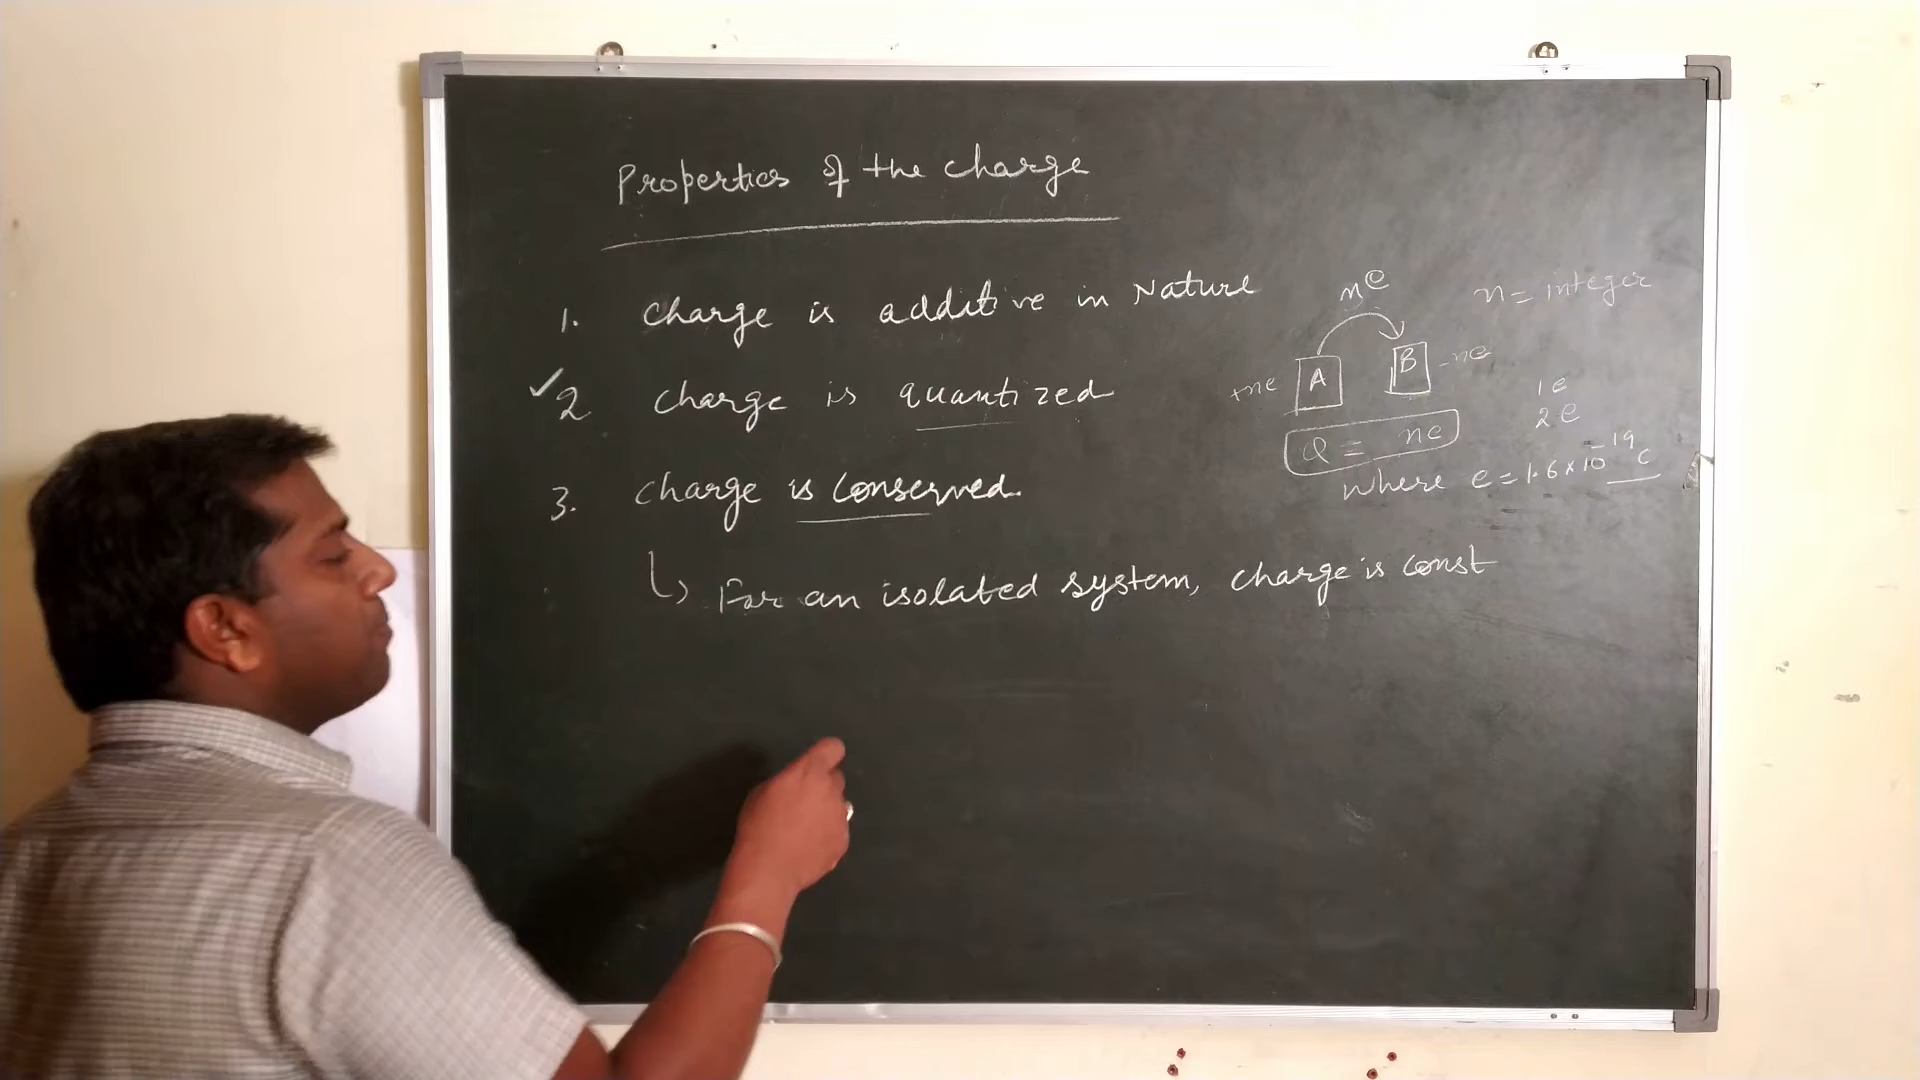 Properties of the charge
1. Charge is additive in Nature
2 Charge is quantized
3. Charge is Conserved.
↳ For an isolated system, charge is const
ne
n = integer
+ne A B -ne
1e
2e
Q = ne
where e = 1.6 × 10⁻¹⁹ C